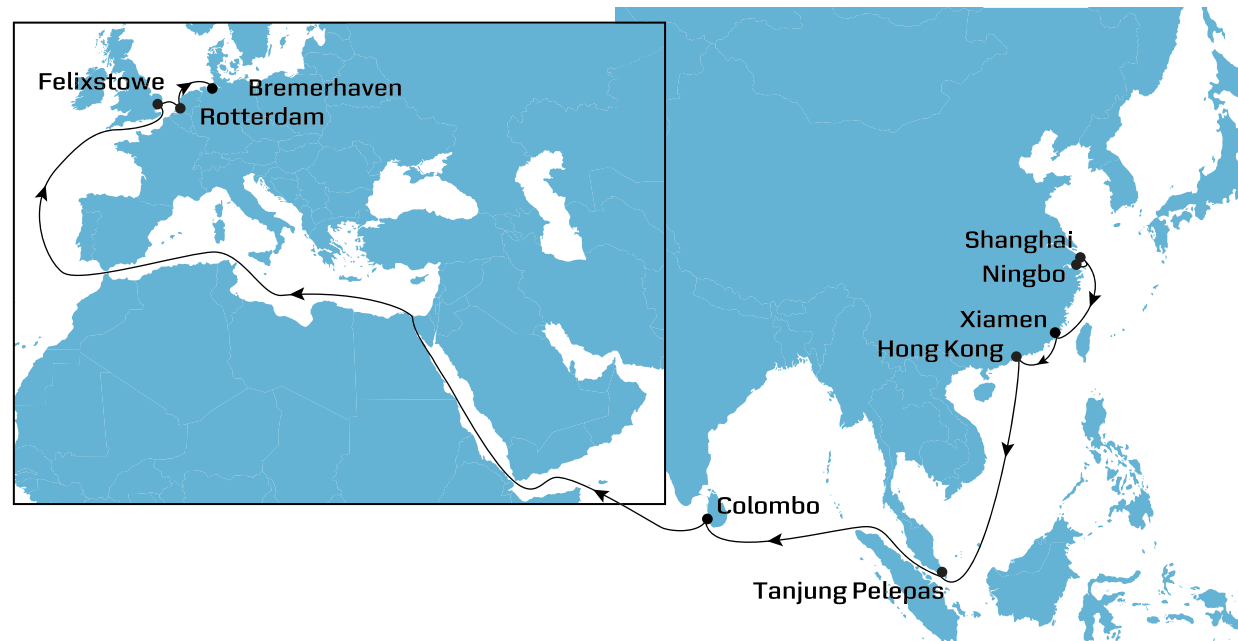 Felixstowe
Bremerhaven
Rotterdam
Shanghai
Ningbo
Xiamen
Hong Kong
Colombo
Tanjung Pelepas